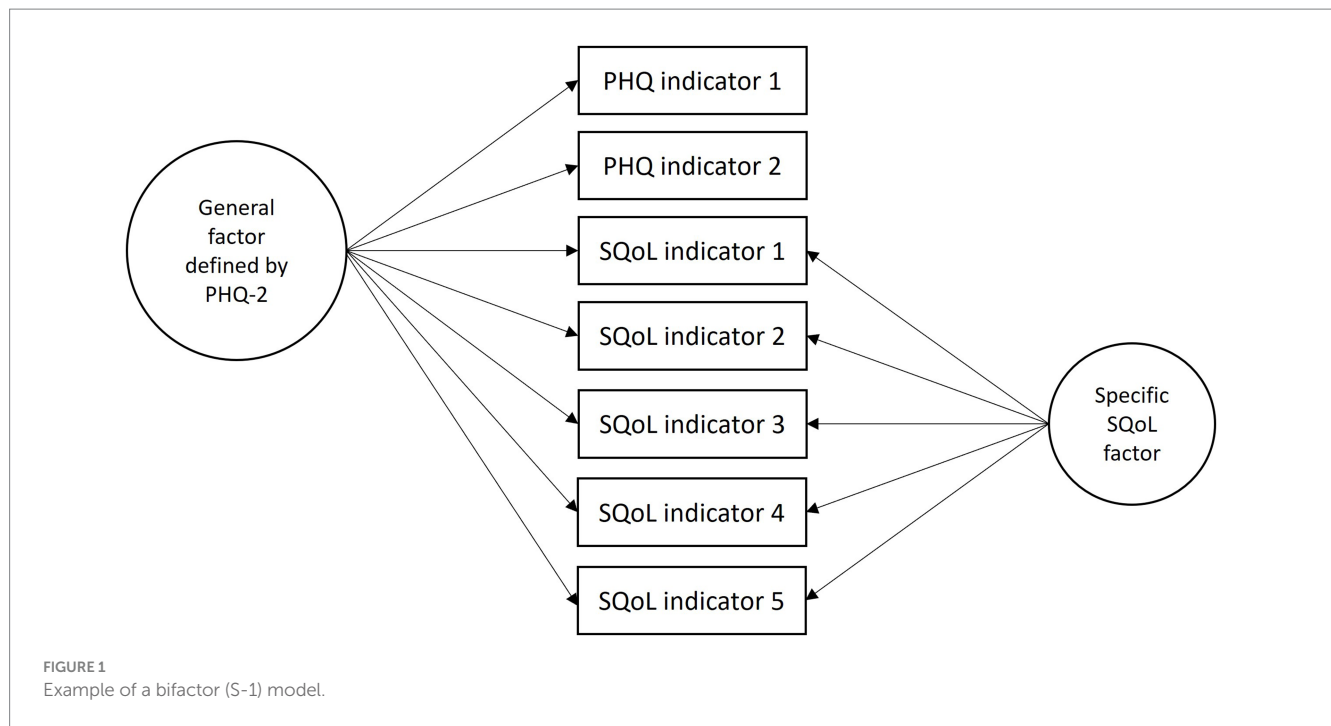 General
factor
defined by
PHQ-2
PHQ indicator 1
PHQ indicator 2
SQoL indicator 1
SQoL indicator 2
SQoL indicator 3
SQoL indicator 4
SQoL indicator 5
Specific
SQoL
factor
FIGURE 1
Example of a bifactor (S-1) model.